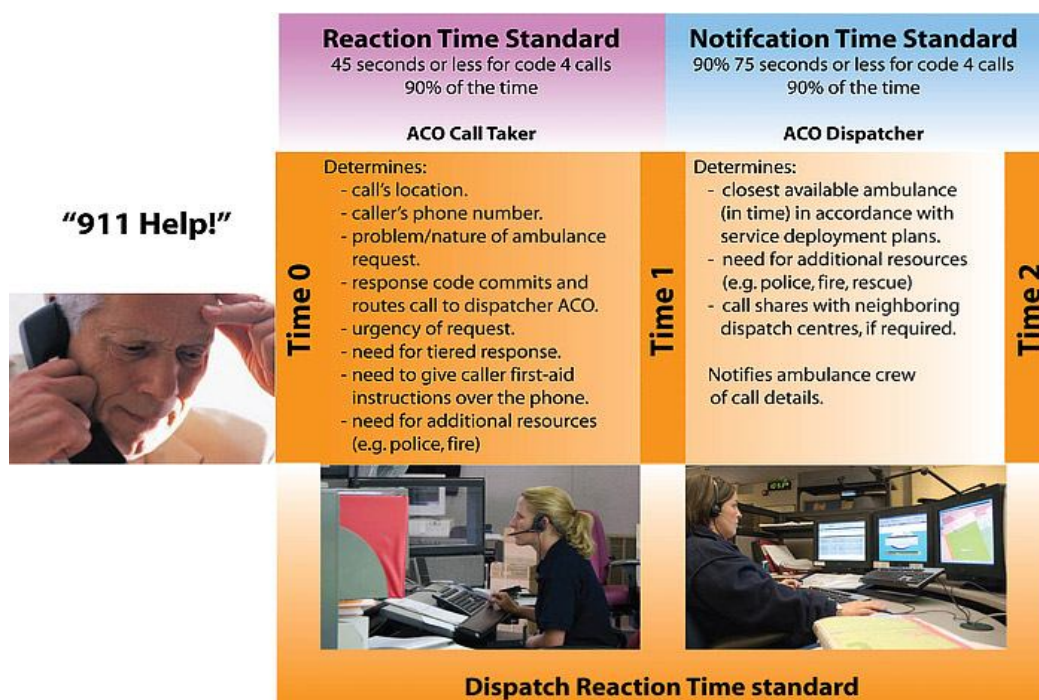 Reaction Time Standard
45 seconds or less for code 4 calls
90% of the time
ACO Call Taker
Notifcation Time Standard
90% 75 seconds or less for code 4 calls
90% of the time
ACO Dispatcher
"911 Help!"
Time 0
Determines:
- call's location.
- caller's phone number.
- problem/nature of ambulance
request.
- response code commits and
routes call to dispatcher ACO.
- urgency of request.
- need for tiered response.
- need to give caller first-aid
instructions over the phone.
- need for additional resources
(e.g. police, fire)
Time 1
Determines:
- closest available ambulance
(in time) in accordance with
service deployment plans.
- need for additional resources
(e.g. police, fire, rescue)
- call shares with neighboring
dispatch centres, if required.
Notifies ambulance crew
of call details.
Time 2
Dispatch Reaction Time standard